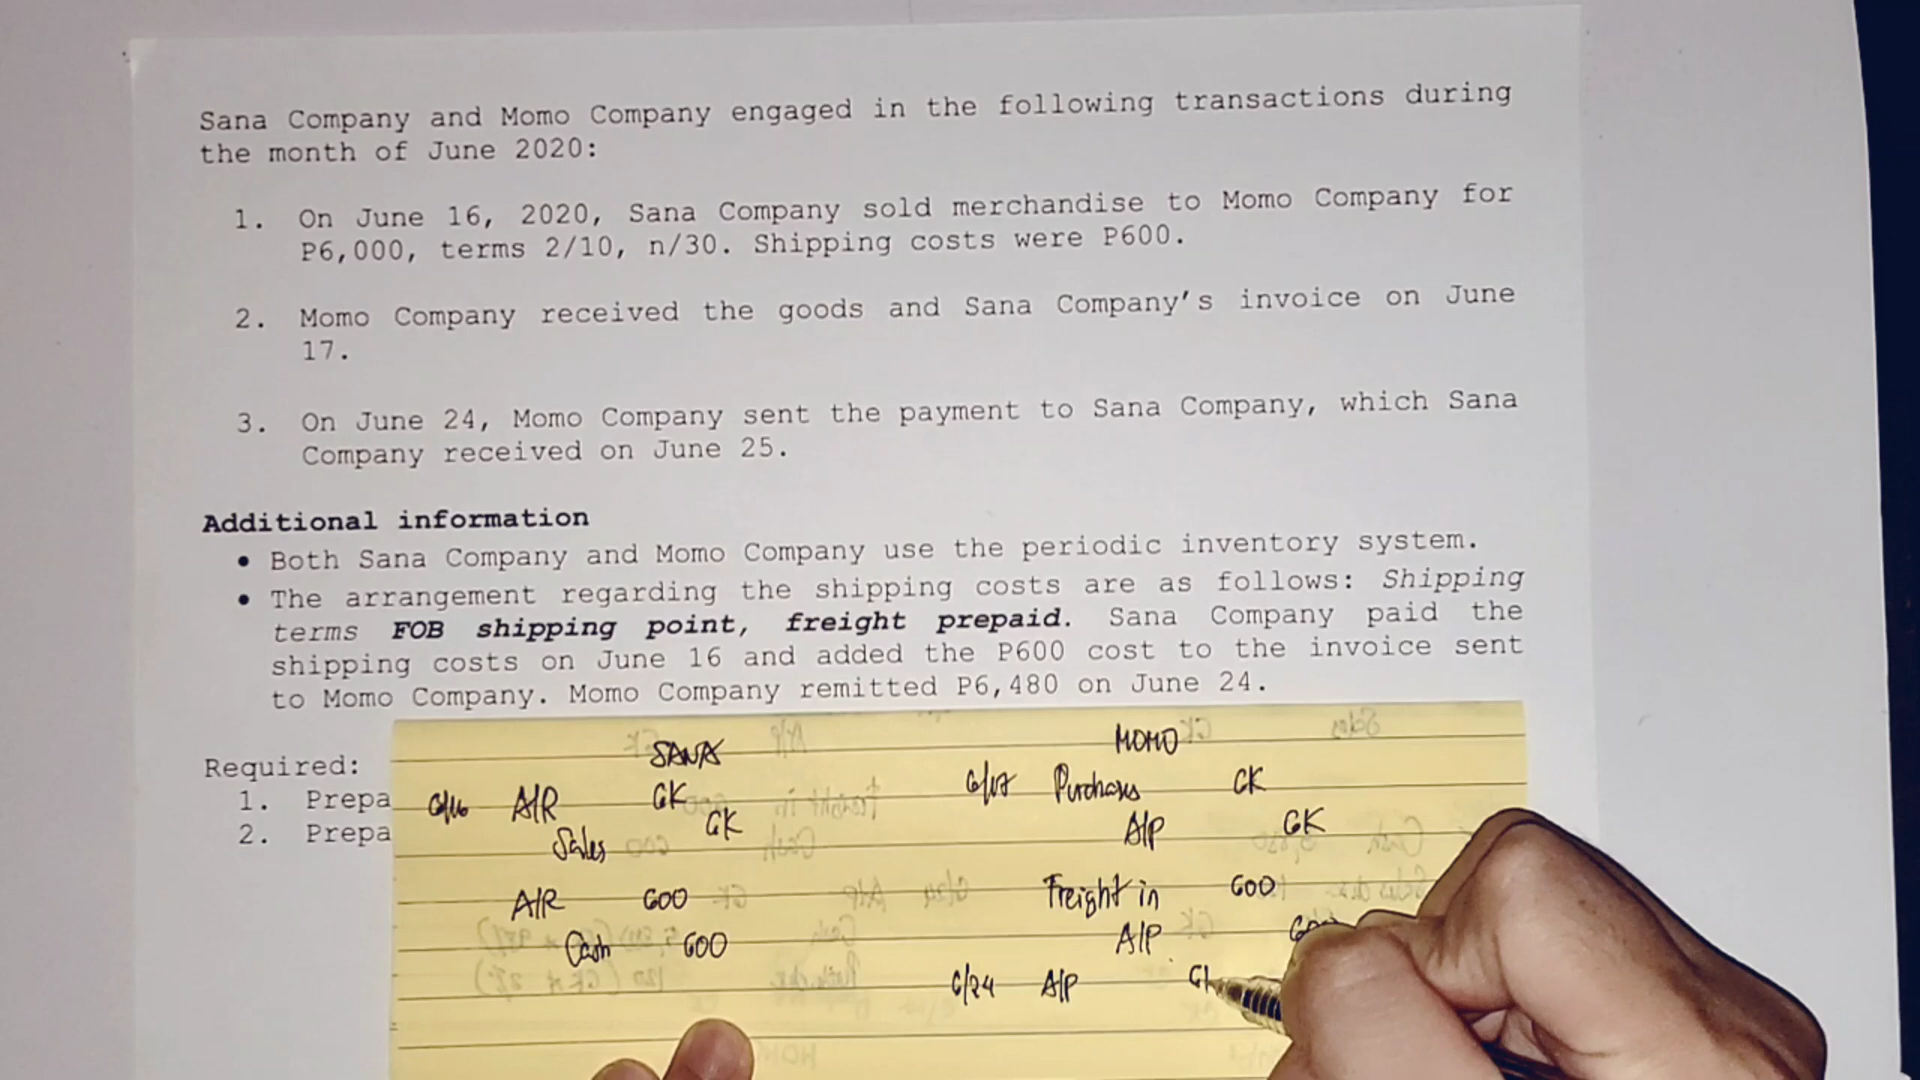 Sana Company and Momo Company engaged in the following transactions during
the month of June 2020:
1. On June 16, 2020, Sana Company sold merchandise to Momo Company for
P6,000, terms 2/10, n/30. Shipping costs were P600.
2. Momo Company received the goods and Sana Company's invoice on June
17.
3. On June 24, Momo Company sent the payment to Sana Company, which Sana
Company received on June 25.
Additional information
• Both Sana Company and Momo Company use the periodic inventory system.
• The arrangement regarding the shipping costs are as follows: Shipping
terms FOB shipping point, freight prepaid. Sana Company paid the
shipping costs on June 16 and added the P600 cost to the invoice sent
to Momo Company. Momo Company remitted P6,480 on June 24.
Required:
1. Prepa
2. Prepa
SANA
6/16 A/R 6K
Sales 6K
A/R 600
Cash 600
MOMO
6/17 Purchases 6K
A/P 6K
Freight in 600
A/P 600
6/24 A/P